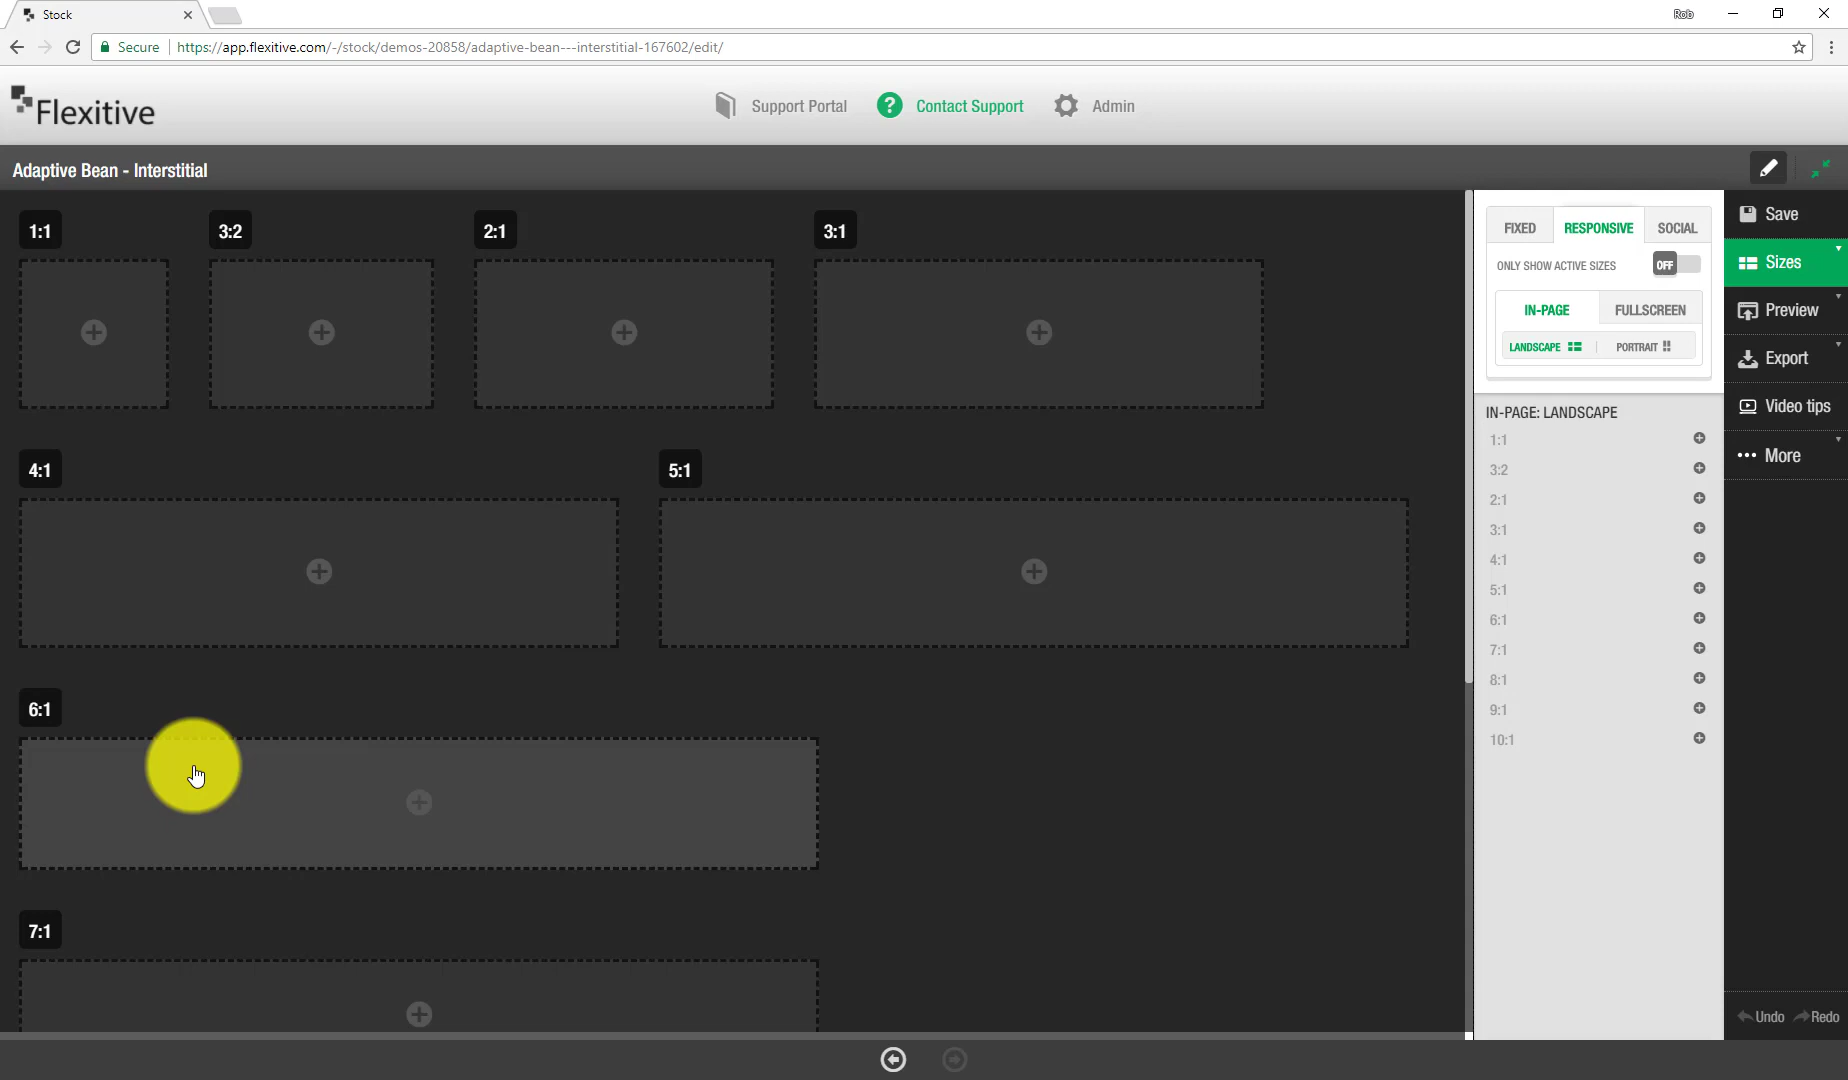 Stock
Rob
Secure
https://app.flexitive.com/-/stock/demos-20858/adaptive-bean---interstitial-167602/edit/
Flexitive
Support Portal
? Contact Support
Admin
Adaptive Bean - Interstitial
1:1
3:2
2:1
3:1
4:1
5:1
6:1
7:1
FIXED
RESPONSIVE
SOCIAL
ONLY SHOW ACTIVE SIZES
OFF
IN-PAGE
FULLSCREEN
LANDSCAPE
PORTRAIT
IN-PAGE: LANDSCAPE
1:1
3:2
2:1
3:1
4:1
5:1
6:1
7:1
8:1
9:1
10:1
Save
Sizes
Preview
Export
Video tips
More
Undo
Redo